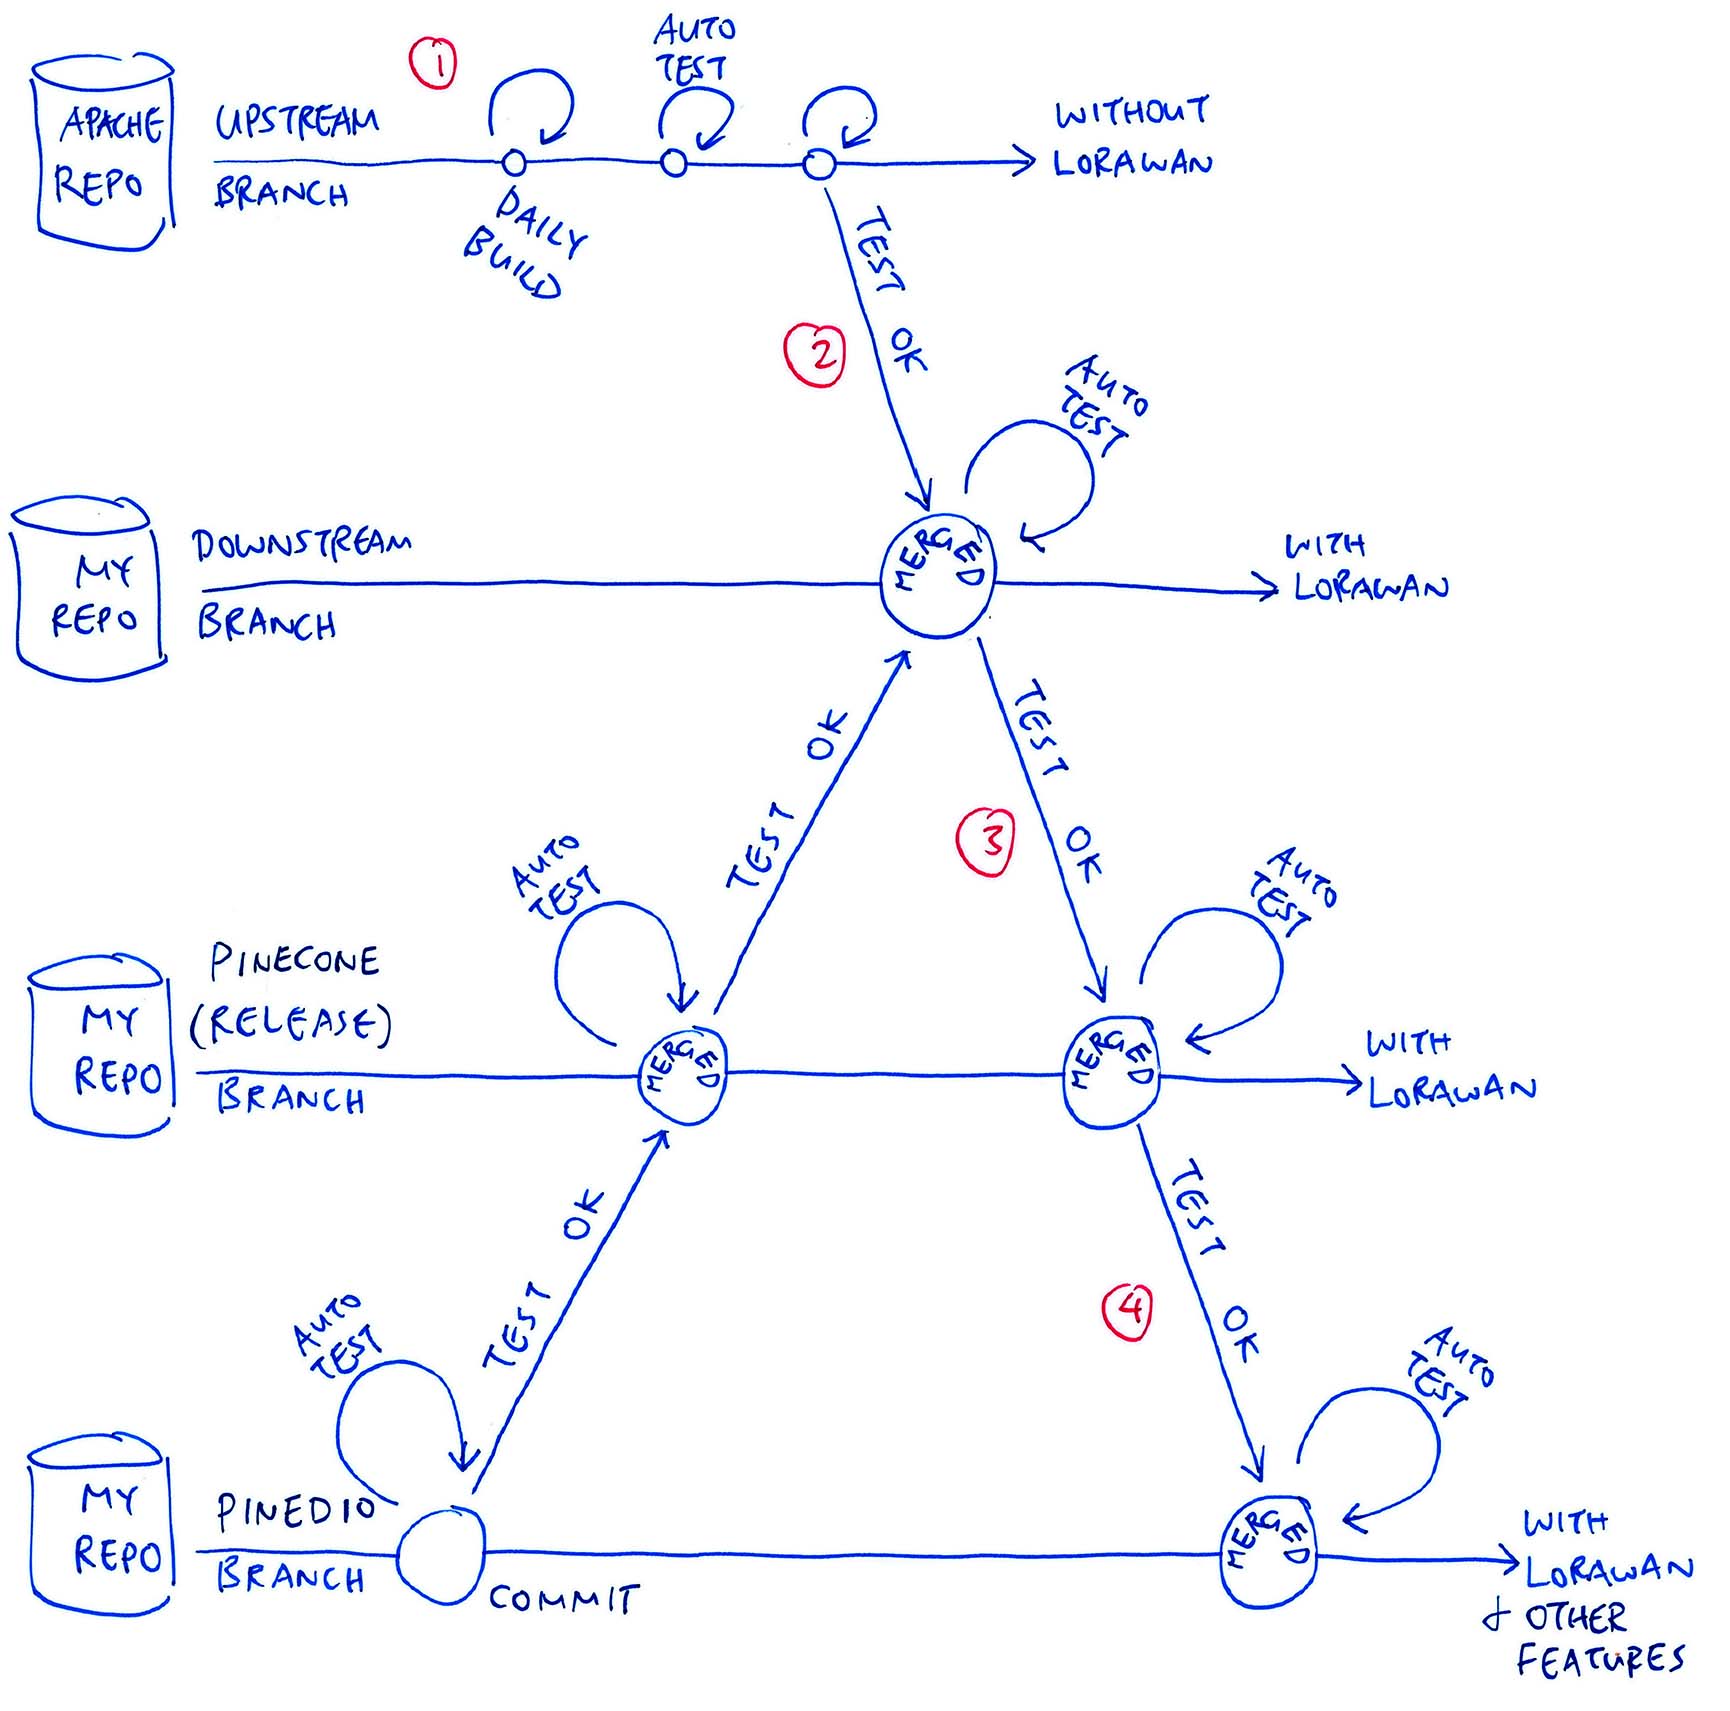 1
AUTO
TEST
APACHE
REPO
UPSTREAM
BRANCH
DAILY
BUILD
WITHOUT
LORAWAN
TEST OK
2
AUTO
TEST
MY
REPO
DOWNSTREAM
BRANCH
MERGED
WITH
LORAWAN
TEST OK
TEST OK
3
AUTO
TEST
AUTO
TEST
MY
REPO
PINECONE
(RELEASE)
BRANCH
MERGED
MERGED
WITH
LORAWAN
TEST OK
TEST OK
4
AUTO
TEST
AUTO
TEST
MY
REPO
PINEDIO
BRANCH
COMMIT
MERGED
WITH
LORAWAN
& OTHER
FEATURES